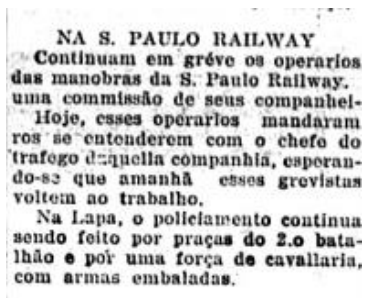 NA S. PAULO RAILWAY
Continuam em gréve os operarios
das manobras da S. Paulo Railway.
uma commissão de seus companhei-
Hoje, esses operarios mandaram
ros se entenderem com o chefe do
trafego daquella companhia, esperan-
do-se que amanhã esses grevistas
voltem ao trabalho.
Na Lapa, o policiamento continua
sendo feito por praças do 2.o bata-
lhão e por uma força de cavallaria,
com armas embaladas.